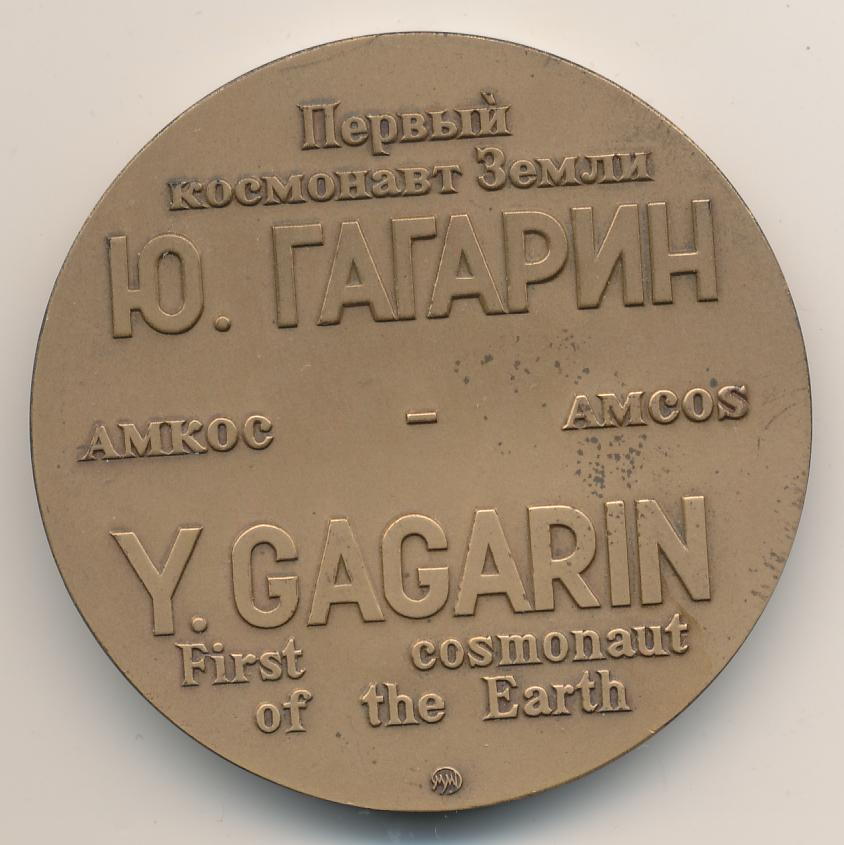 Первый
космонавт Земли
Ю. ГАГАРИН
АМКОС - AMCOS
Y. GAGARIN
First cosmonaut
of the Earth